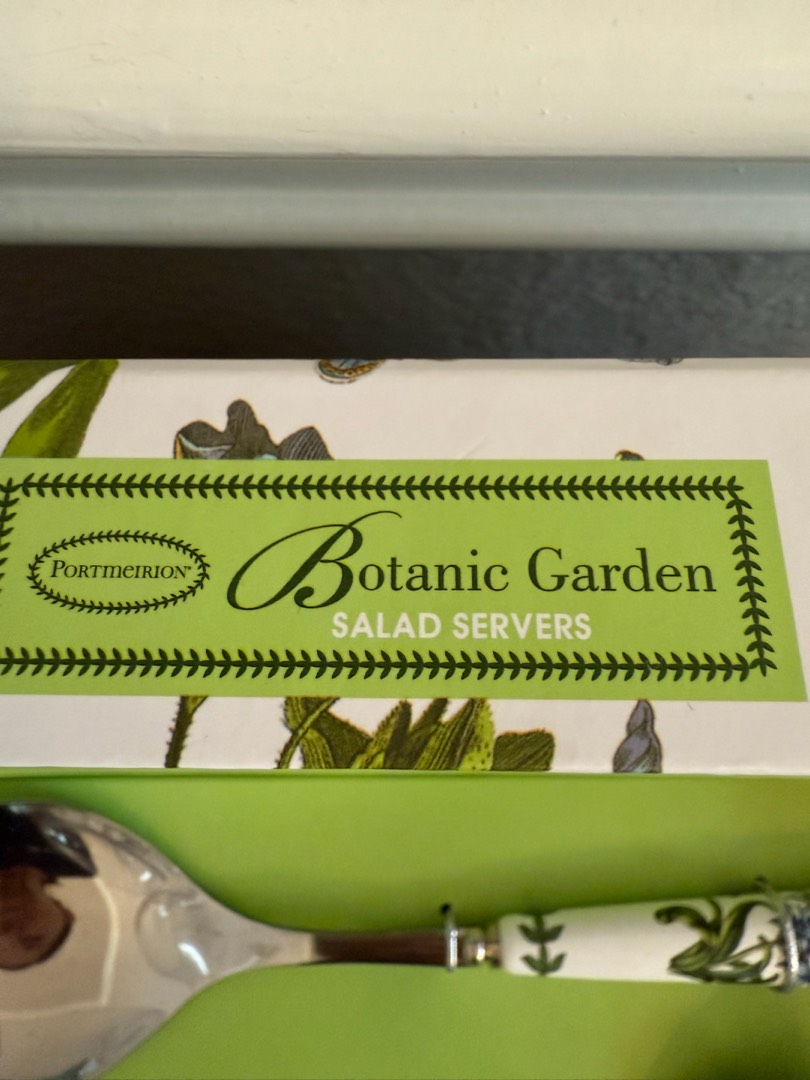 PORTMEIRION®
Botanic Garden
SALAD SERVERS